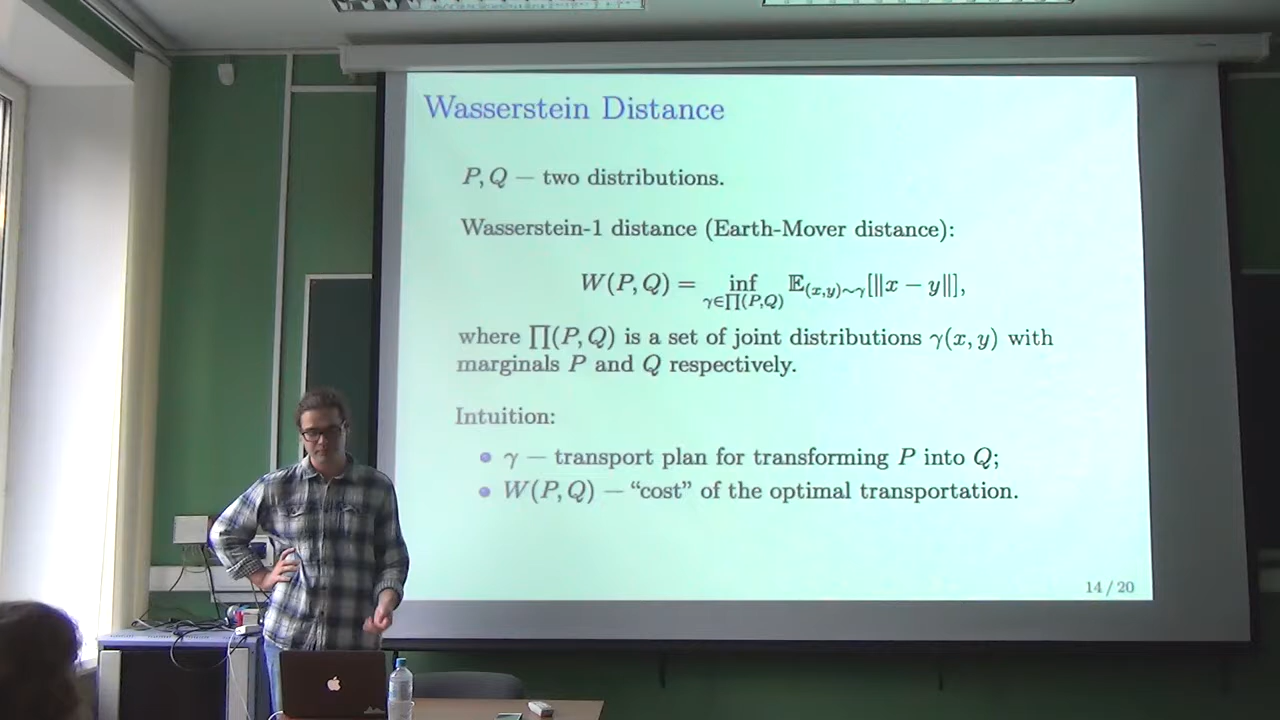 Wasserstein Distance
P, Q — two distributions.
Wasserstein-1 distance (Earth-Mover distance):
W(P, Q) = inf_{γ∈∏(P,Q)} 𝔼_{(x,y)∼γ}[‖x − y‖],
where ∏(P, Q) is a set of joint distributions γ(x, y) with
marginals P and Q respectively.
Intuition:
● γ — transport plan for transforming P into Q;
● W(P, Q) — “cost” of the optimal transportation.
14 / 20